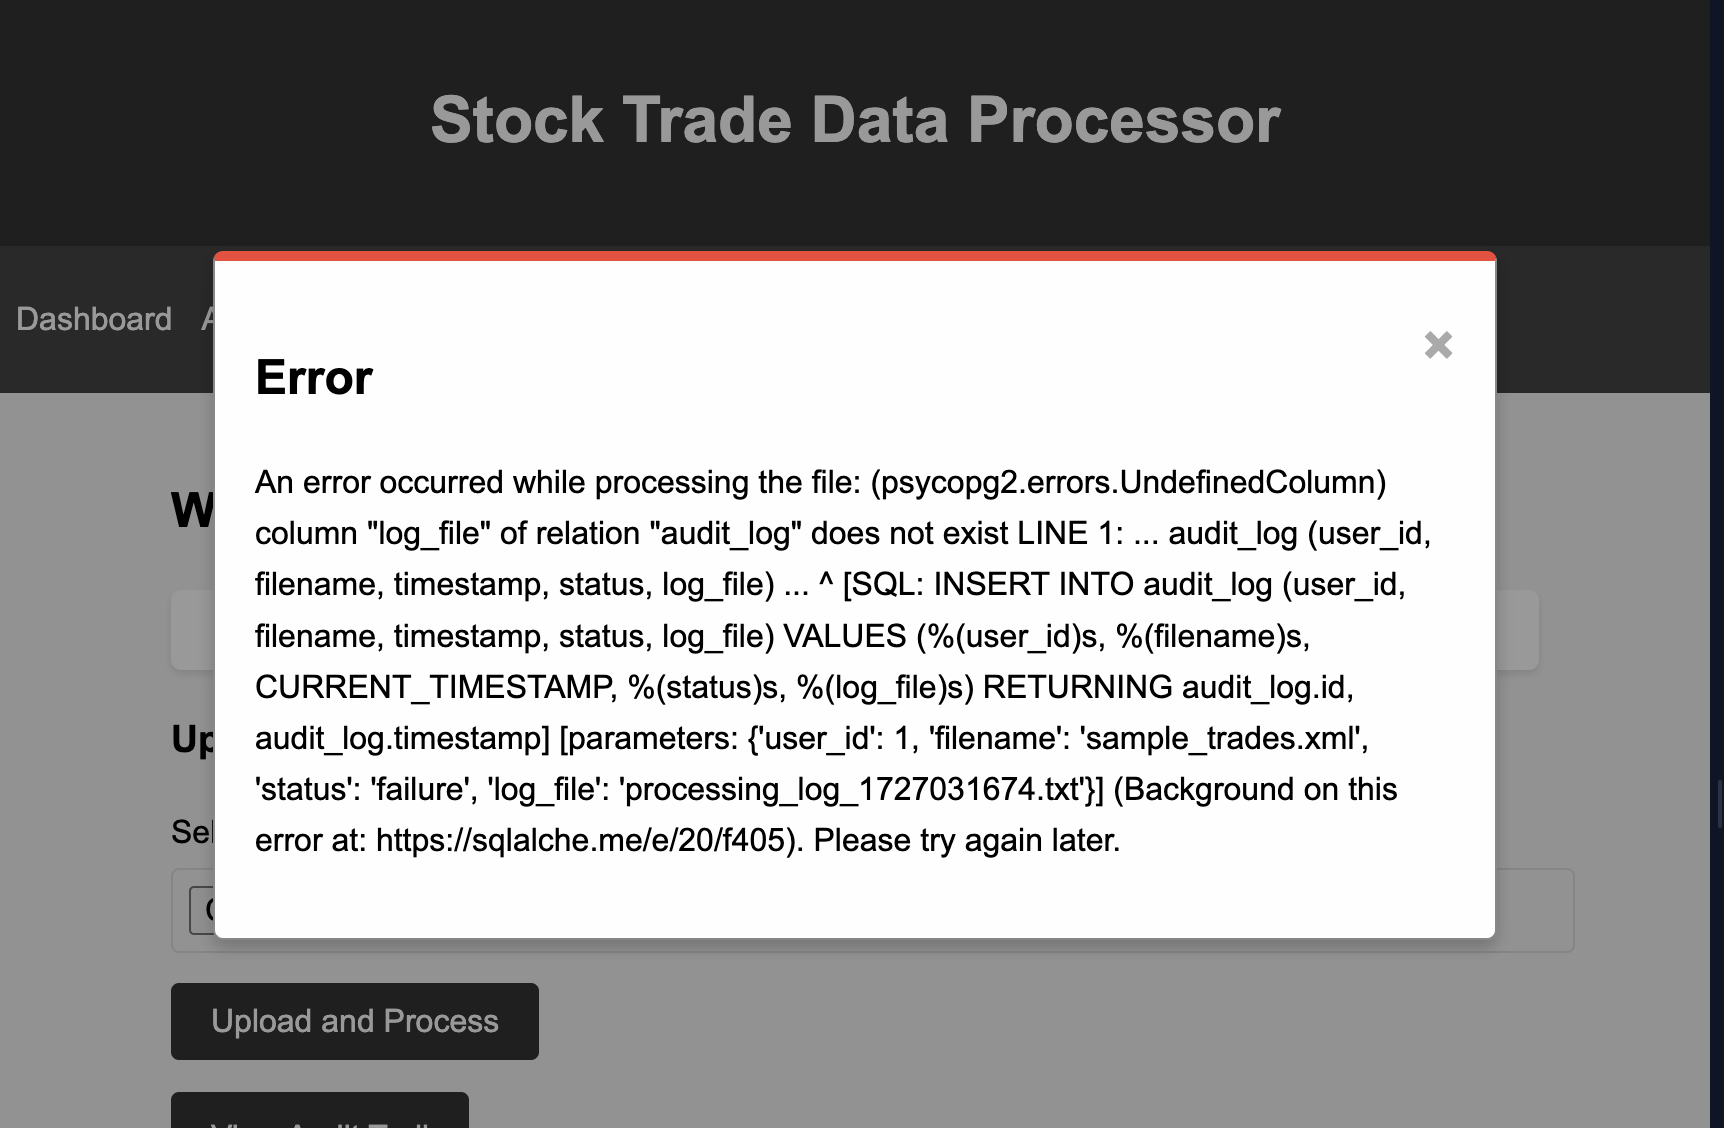 Stock Trade Data Processor
Dashboard
Error
An error occurred while processing the file: (psycopg2.errors.UndefinedColumn)
column "log_file" of relation "audit_log" does not exist LINE 1: ... audit_log (user_id,
filename, timestamp, status, log_file) ... ^ [SQL: INSERT INTO audit_log (user_id,
filename, timestamp, status, log_file) VALUES (%(user_id)s, %(filename)s,
CURRENT_TIMESTAMP, %(status)s, %(log_file)s) RETURNING audit_log.id,
audit_log.timestamp] [parameters: {'user_id': 1, 'filename': 'sample_trades.xml',
'status': 'failure', 'log_file': 'processing_log_1727031674.txt'}] (Background on this
error at: https://sqlalche.me/e/20/f405). Please try again later.
Upload and Process